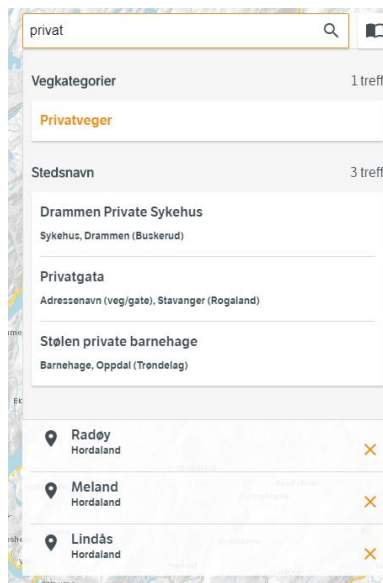 privat
Vegkategorier 1 treff
Privatveger
Stedsnavn 3 treff
Drammen Private Sykehus
Sykehus, Drammen (Buskerud)
Privatgata
Adressenavn (veg/gate), Stavanger (Rogaland)
Stølen private barnehage
Barnehage, Oppdal (Trøndelag)
Radøy
Hordaland
Meland
Hordaland
Lindås
Hordaland